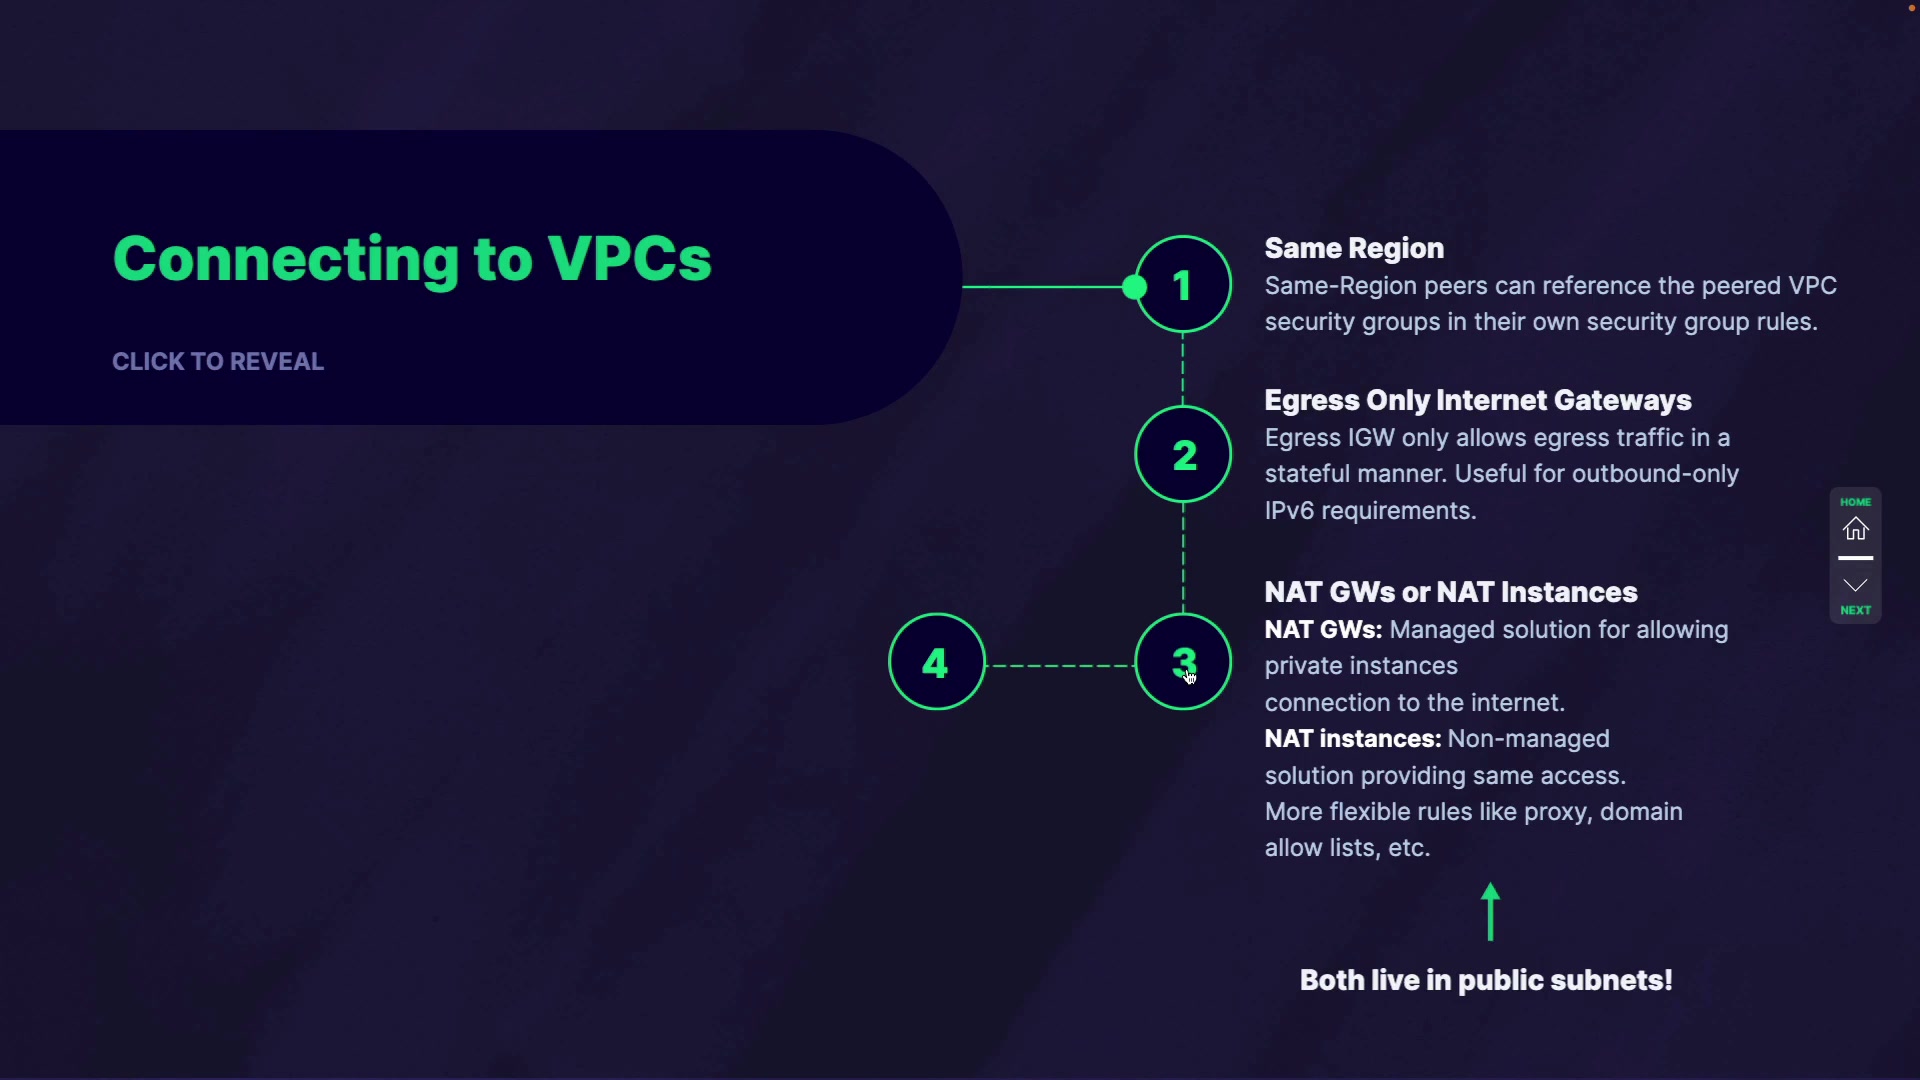 Connecting to VPCs
CLICK TO REVEAL
1
Same Region
Same-Region peers can reference the peered VPC
security groups in their own security group rules.
2
Egress Only Internet Gateways
Egress IGW only allows egress traffic in a
stateful manner. Useful for outbound-only
IPv6 requirements.
3
NAT GWs or NAT Instances
NAT GWs: Managed solution for allowing
private instances
connection to the internet.
NAT instances: Non-managed
solution providing same access.
More flexible rules like proxy, domain
allow lists, etc.
Both live in public subnets!
4
HOME
NEXT